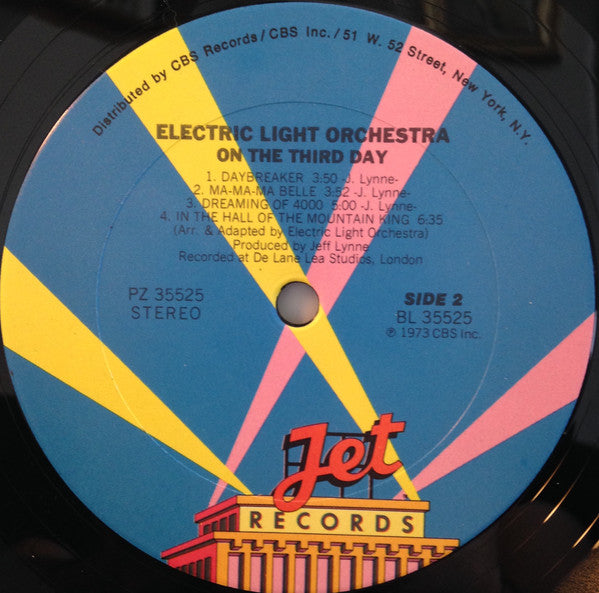 Distributed by CBS Records / CBS Inc. / 51 W. 52 Street, New York, N.Y.
ELECTRIC LIGHT ORCHESTRA
ON THE THIRD DAY
1. DAYBREAKER 3:50 -J. Lynne-
2. MA-MA-MA BELLE 3:52 -J. Lynne-
3. DREAMING OF 4000 5:00 -J. Lynne-
4. IN THE HALL OF THE MOUNTAIN KING 6:35
(Arr. & Adapted by Electric Light Orchestra)
Produced by Jeff Lynne
Recorded at De Lane Lea Studios, London
PZ 35525
STEREO
SIDE 2
BL 35525
℗ 1973 CBS Inc.
Jet
RECORDS